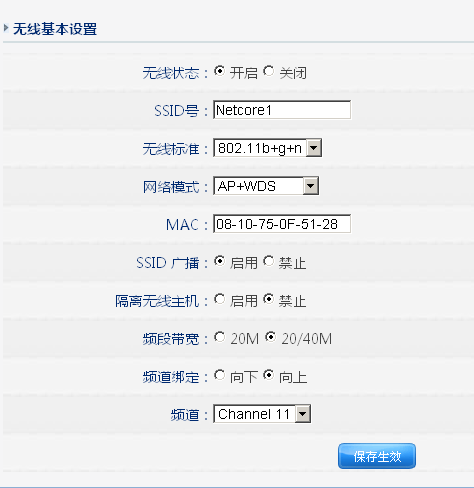 无线基本设置
无线状态： 开启 关闭
SSID号： Netcore1
无线标准： 802.11b+g+n
网络模式： AP+WDS
MAC： 08-10-75-0F-51-28
SSID 广播： 启用 禁止
隔离无线主机： 启用 禁止
频段带宽： 20M 20/40M
频道绑定： 向下 向上
频道： Channel 11
保存生效